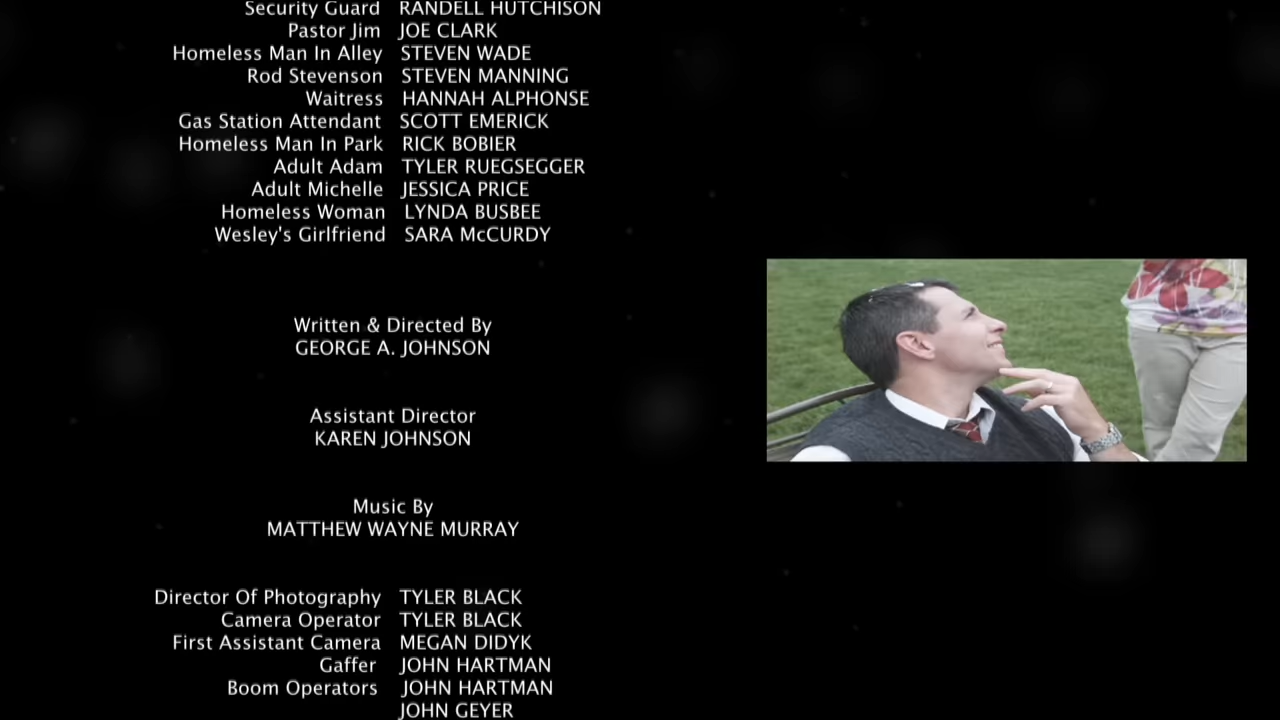 Security Guard RANDELL HUTCHISON
Pastor Jim JOE CLARK
Homeless Man In Alley STEVEN WADE
Rod Stevenson STEVEN MANNING
Waitress HANNAH ALPHONSE
Gas Station Attendant SCOTT EMERICK
Homeless Man In Park RICK BOBIER
Adult Adam TYLER RUEGSEGGER
Adult Michelle JESSICA PRICE
Homeless Woman LYNDA BUSBEE
Wesley's Girlfriend SARA McCURDY
Written & Directed By
GEORGE A. JOHNSON
Assistant Director
KAREN JOHNSON
Music By
MATTHEW WAYNE MURRAY
Director Of Photography TYLER BLACK
Camera Operator TYLER BLACK
First Assistant Camera MEGAN DIDYK
Gaffer JOHN HARTMAN
Boom Operators JOHN HARTMAN
JOHN GEYER